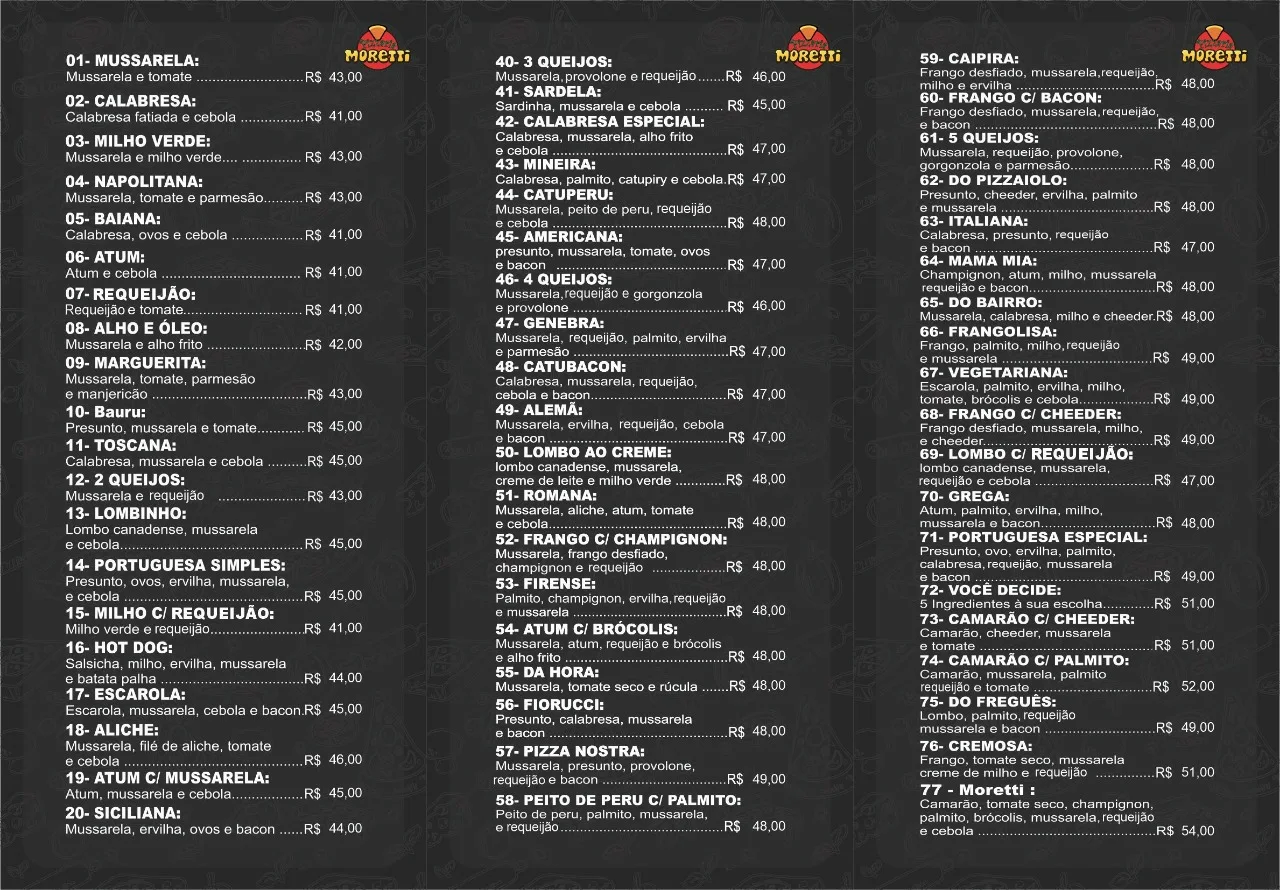 MORETTI
01- MUSSARELA:
Mussarela e tomate ........................... R$ 43,00
02- CALABRESA:
Calabresa fatiada e cebola ................R$ 41,00
03- MILHO VERDE:
Mussarela e milho verde.... ...............R$ 43,00
04- NAPOLITANA:
Mussarela, tomate e parmesão..........R$ 43,00
05- BAIANA:
Calabresa, ovos e cebola ..................R$ 41,00
06- ATUM:
Atum e cebola ...................................R$ 41,00
07- REQUEIJÃO:
Requeijão e tomate.....................................R$ 41,00
08- ALHO E ÓLEO:
Mussarela e alho frito .........................R$ 42,00
09- MARGUERITA:
Mussarela, tomate, parmesão
e manjericão .......................................R$ 43,00
10- Bauru:
Presunto, mussarela e tomate............ R$ 45,00
11- TOSCANA:
Calabresa, mussarela e cebola ..........R$ 45,00
12- 2 QUEIJOS:
Mussarela e requeijão ......................R$ 43,00
13- LOMBINHO:
Lombo canadense, mussarela
e cebola..............................................R$ 45,00
14- PORTUGUESA SIMPLES:
Presunto, ovos, ervilha, mussarela,
e cebola ..............................................R$ 45,00
15- MILHO C/ REQUEIJÃO:
Milho verde e requeijão........................R$ 41,00
16- HOT DOG:
Salsicha, milho, ervilha, mussarela
e batata palha .....................................R$ 44,00
17- ESCAROLA:
Escarola, mussarela, cebola e bacon.R$ 45,00
18- ALICHE:
Mussarela, filé de aliche, tomate
e cebola ..............................................R$ 46,00
19- ATUM C/ MUSSARELA:
Atum, mussarela e cebola..................R$ 45,00
20- SICILIANA:
Mussarela, ervilha, ovos e bacon ......R$ 44,00
MORETTI
40- 3 QUEIJOS:
Mussarela,provolone e requeijão.......R$ 46,00
41- SARDELA:
Sardinha, mussarela e cebola .......... R$ 45,00
42- CALABRESA ESPECIAL:
Calabresa, mussarela, alho frito
e cebola ............................................R$ 47,00
43- MINEIRA:
Calabresa, palmito, catupiry e cebola.R$ 47,00
44- CATUPERU:
Mussarela, peito de peru, requeijão
e cebola ............................................R$ 48,00
45- AMERICANA:
presunto, mussarela, tomate, ovos
e bacon ..........................................R$ 47,00
46- 4 QUEIJOS:
Mussarela,requeijão e gorgonzola
e provolone .......................................R$ 46,00
47- GENEBRA:
Mussarela, requeijão, palmito, ervilha
e parmesão .......................................R$ 47,00
48- CATUBACON:
Calabresa, mussarela, requeijão,
cebola e bacon..................................R$ 47,00
49- ALEMÃ:
Mussarela, ervilha, requeijão, cebola
e bacon ............................................R$ 47,00
50- LOMBO AO CREME:
lombo canadense, mussarela,
creme de leite e milho verde ............R$ 48,00
51- ROMANA:
Mussarela, aliche, atum, tomate
e cebola............................................R$ 48,00
52- FRANGO C/ CHAMPIGNON:
Mussarela, frango desfiado,
champignon e requeijão ..................R$ 48,00
53- FIRENSE:
Palmito, champignon, ervilha,requeijão
e mussarela ......................................R$ 48,00
54- ATUM C/ BRÓCOLIS:
Mussarela, atum, requeijão e brócolis
e alho frito ........................................R$ 48,00
55- DA HORA:
Mussarela, tomate seco e rúcula ......R$ 48,00
56- FIORUCCI:
Presunto, calabresa, mussarela
e bacon ............................................R$ 48,00
57- PIZZA NOSTRA:
Mussarela, presunto, provolone,
requeijão e bacon ...............................R$ 49,00
58- PEITO DE PERU C/ PALMITO:
Peito de peru, palmito, mussarela,
e requeijão.........................................R$ 48,00
MORETTI
59- CAIPIRA:
Frango desfiado, mussarela,requeijão,
milho e ervilha ..................................R$ 48,00
60- FRANGO C/ BACON:
Frango desfiado, mussarela, requeijão,
e bacon .............................................R$ 48,00
61- 5 QUEIJOS:
Mussarela, requeijão, provolone,
gorgonzola e parmesão.....................R$ 48,00
62- DO PIZZAIOLO:
Presunto, cheeder, ervilha, palmito
e mussarela ......................................R$ 48,00
63- ITALIANA:
Calabresa, presunto, requeijão
e bacon .............................................R$ 47,00
64- MAMA MIA:
Champignon, atum, milho, mussarela
requeijão e bacon................................R$ 48,00
65- DO BAIRRO:
Mussarela, calabresa, milho e cheeder.R$ 48,00
66- FRANGOLISA:
Frango, palmito, milho,requeijão
e mussarela ......................................R$ 49,00
67- VEGETARIANA:
Escarola, palmito, ervilha, milho,
tomate, brócolis e cebola..................R$ 49,00
68- FRANGO C/ CHEEDER:
Frango desfiado, mussarela, milho,
e cheeder..........................................R$ 49,00
69- LOMBO C/ REQUEIJÃO:
lombo canadense, mussarela,
requeijão e cebola ..............................R$ 47,00
70- GREGA:
Atum, palmito, ervilha, milho,
mussarela e bacon............................R$ 48,00
71- PORTUGUESA ESPECIAL:
Presunto, ovo, ervilha, palmito,
calabresa,requeijão, mussarela
e bacon ............................................R$ 49,00
72- VOCÊ DECIDE:
5 Ingredientes à sua escolha.............R$ 51,00
73- CAMARÃO C/ CHEEDER:
Camarão, cheeder, mussarela
e tomate ...........................................R$ 51,00
74- CAMARÃO C/ PALMITO:
Camarão, mussarela, palmito
requeijão e tomate .............................R$ 52,00
75- DO FREGUÊS:
Lombo, palmito,requeijão
mussarela e bacon ...........................R$ 49,00
76- CREMOSA:
Frango, tomate seco, mussarela
creme de milho e requeijão ...............R$ 51,00
77 - Moretti :
Camarão, tomate seco, champignon,
palmito, brócolis, mussarela,requeijão
e cebola ............................................R$ 54,00